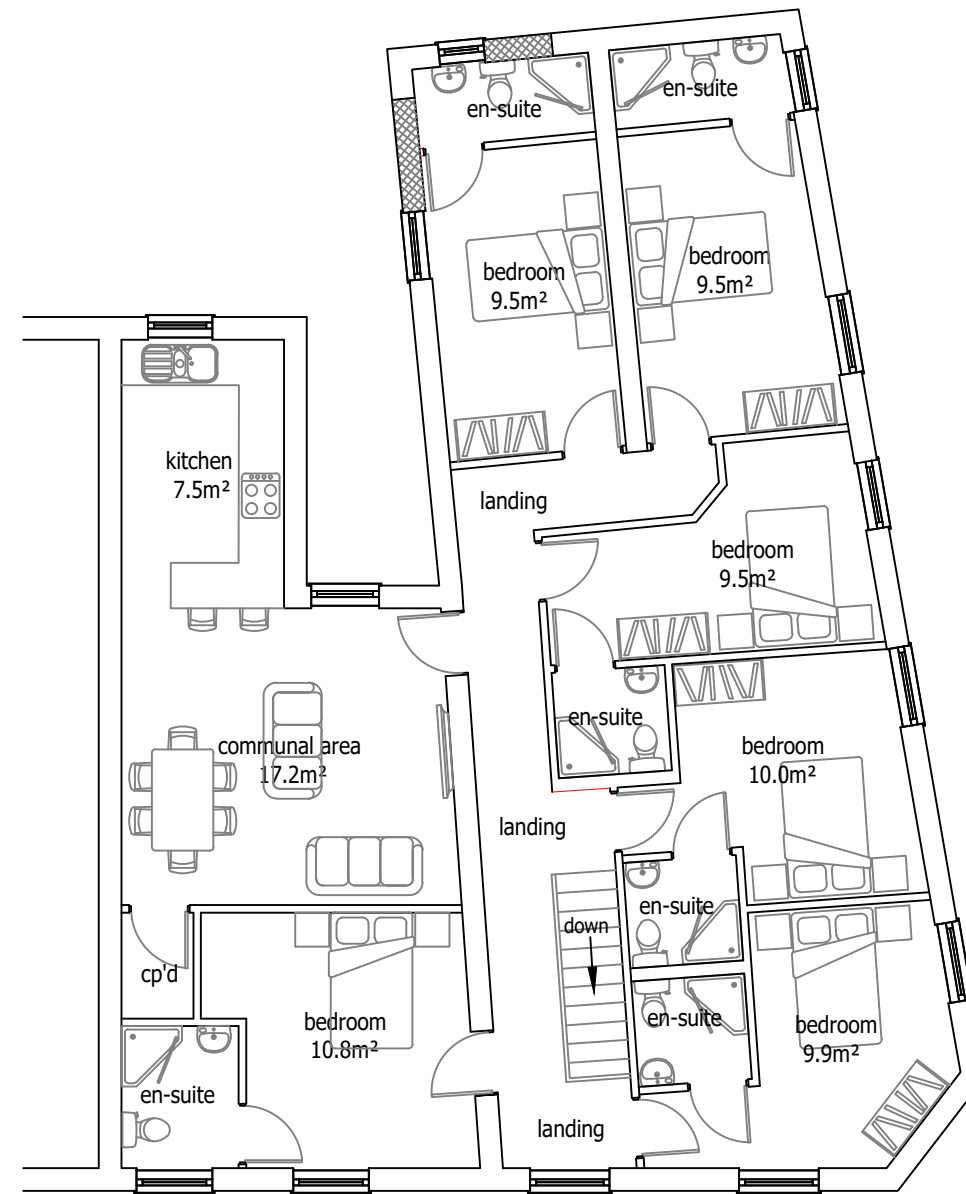 en-suite
en-suite
bedroom
9.5m²
bedroom
9.5m²
kitchen
7.5m²
landing
bedroom
9.5m²
en-suite
communal area
17.2m²
bedroom
10.0m²
landing
en-suite
down
cp'd
en-suite
bedroom
10.8m²
bedroom
9.9m²
en-suite
landing